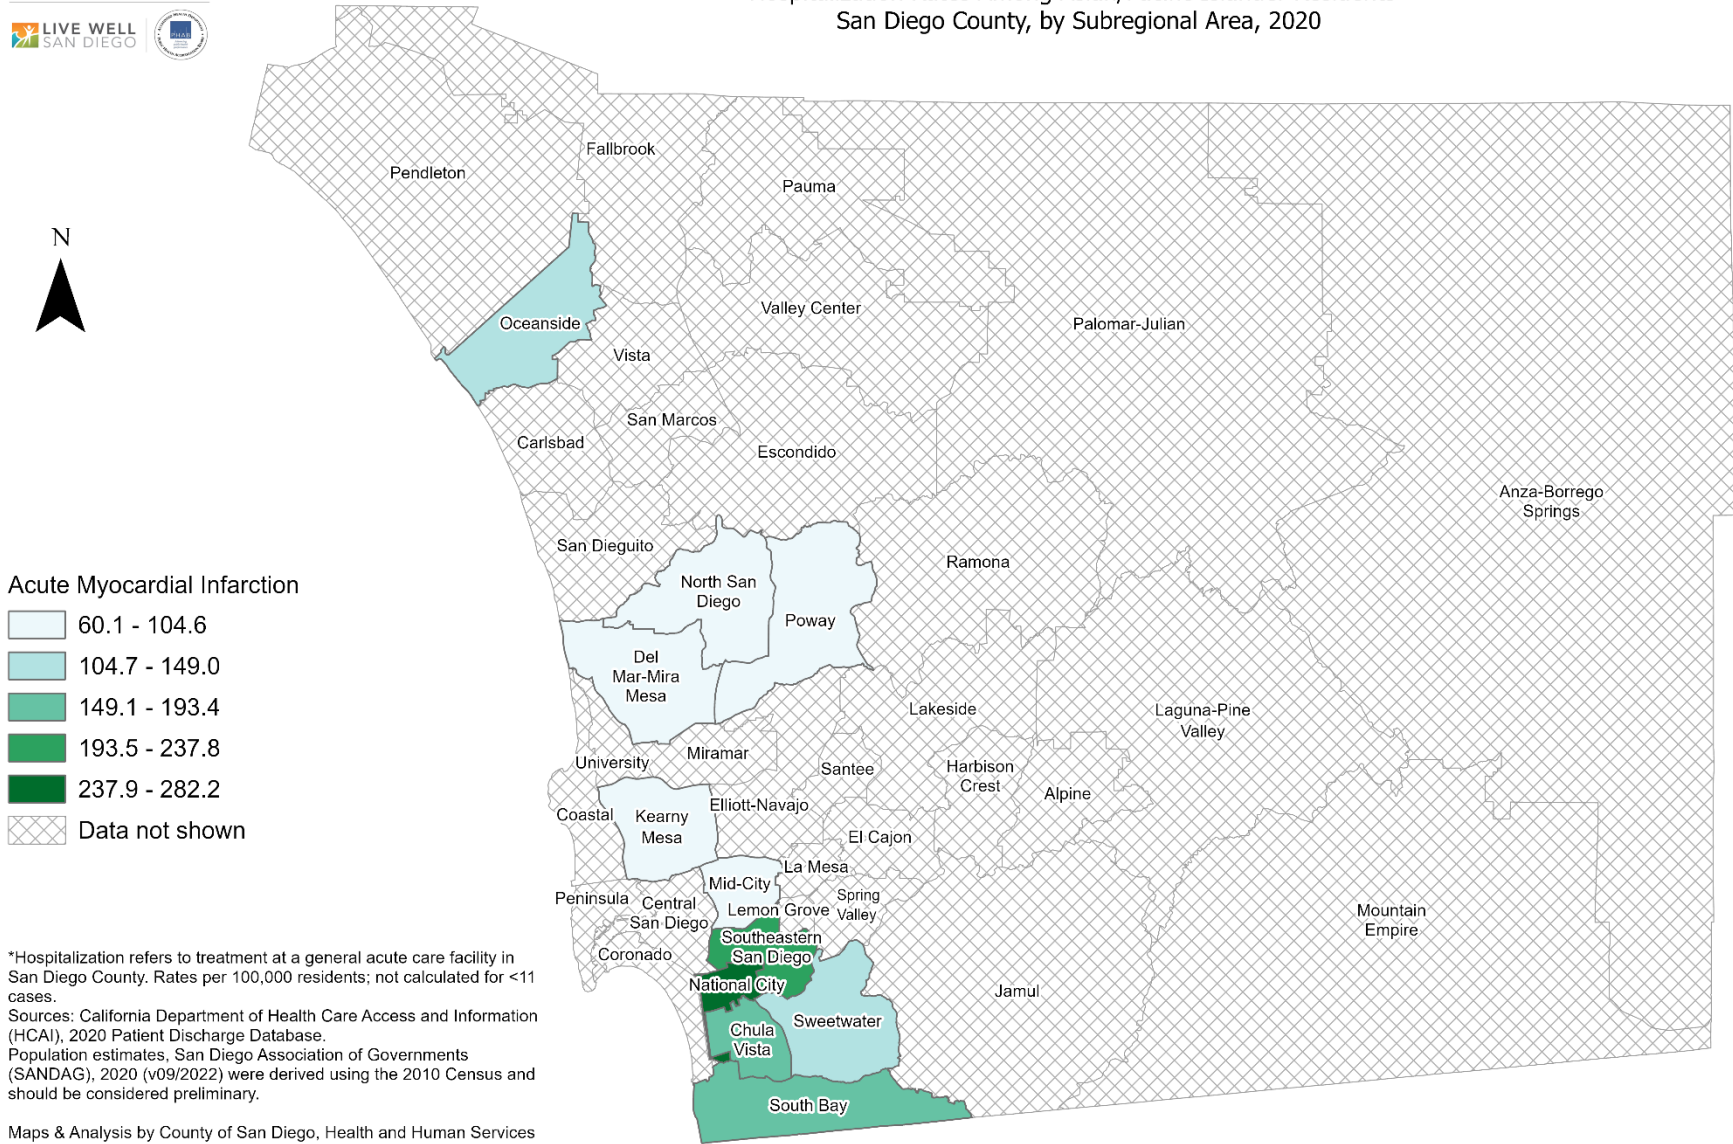 San Diego County, by Subregional Area, 2020
LIVE WELL
SAN DIEGO
PHAB
Fallbrook
Pendleton
Pauma
N
Valley Center
Oceanside
Palomar-Julian
Vista
San Marcos
Carlsbad
Escondido
Anza-Borrego
Springs
San Dieguito
Ramona
North San
Diego
Poway
Del
Mar-Mira
Mesa
Lakeside
Laguna-Pine
Valley
Miramar
University
Santee
Harbison
Crest
Alpine
Elliott-Navajo
Coastal
Kearny
Mesa
El Cajon
La Mesa
Mid-City
Peninsula
Central
San Diego
Spring
Valley
Lemon Grove
Mountain
Empire
Southeastern
San Diego
Coronado
National City
Jamul
Sweetwater
Chula
Vista
South Bay
Acute Myocardial Infarction
60.1 - 104.6
104.7 - 149.0
149.1 - 193.4
193.5 - 237.8
237.9 - 282.2
Data not shown
*Hospitalization refers to treatment at a general acute care facility in
San Diego County. Rates per 100,000 residents; not calculated for <11
cases.
Sources: California Department of Health Care Access and Information
(HCAI), 2020 Patient Discharge Database.
Population estimates, San Diego Association of Governments
(SANDAG), 2020 (v09/2022) were derived using the 2010 Census and
should be considered preliminary.
Maps & Analysis by County of San Diego, Health and Human Services